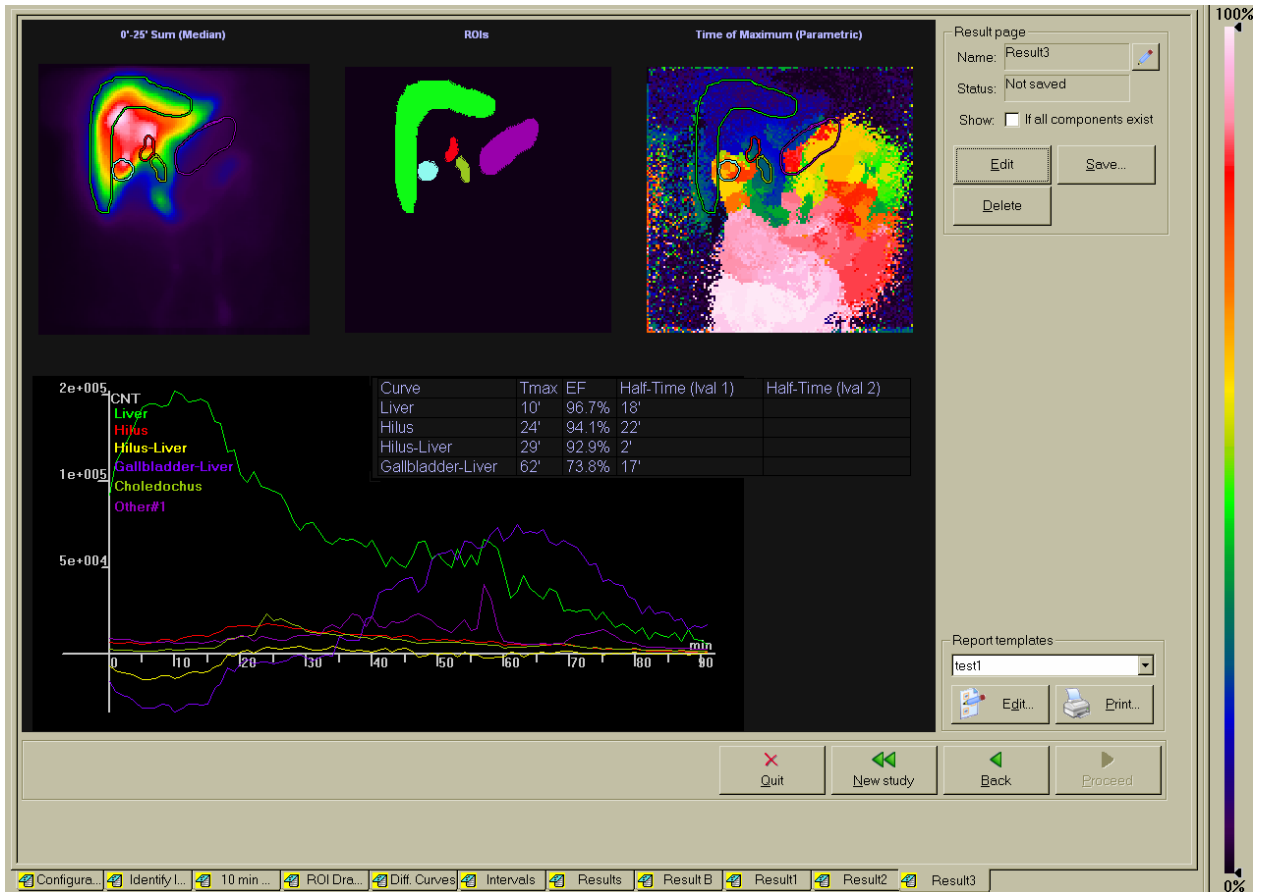 100%
0'-25' Sum (Median)
ROIs
Time of Maximum (Parametric)
Result page
Name: Result3
Status: Not saved
Show: If all components exist
Edit
Save...
Delete
2e+005
1e+005
5e+004
CNT
Liver
Hilus
Hilus-Liver
Gallbladder-Liver
Choledochus
Other#1
Curve Tmax EF Half-Time (Ival 1) Half-Time (Ival 2)
Liver 10' 96.7% 18'
Hilus 24' 94.1% 22'
Hilus-Liver 29' 92.9% 2'
Gallbladder-Liver 62' 73.8% 17'
min
0 10 20 30 40 50 60 70 80 90
Report templates
test1
Edit...
Print...
Quit
New study
Back
Proceed
Configura... Identify I... 10 min ... ROI Dra... Diff. Curves Intervals Results Result B Result1 Result2 Result3
0%